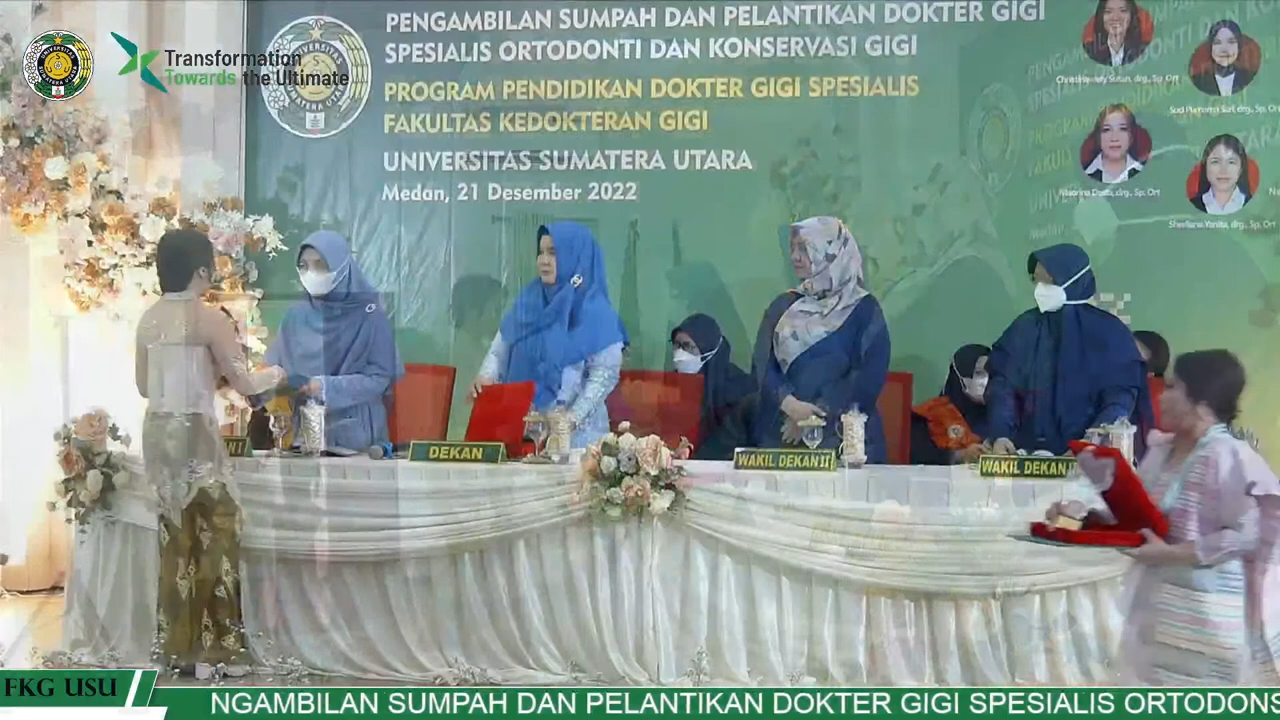 PENGAMBILAN SUMPAH DAN PELANTIKAN DOKTER GIGI
SPESIALIS ORTODONTI DAN KONSERVASI GIGI
PROGRAM PENDIDIKAN DOKTER GIGI SPESIALIS
FAKULTAS KEDOKTERAN GIGI
UNIVERSITAS SUMATERA UTARA
Medan, 21 Desember 2022
Transformation
Towards the Ultimate
DEKAN
WAKIL DEKAN II
WAKIL DEKAN
FKG USU
NGAMBILAN SUMPAH DAN PELANTIKAN DOKTER GIGI SPESIALIS ORTODONS